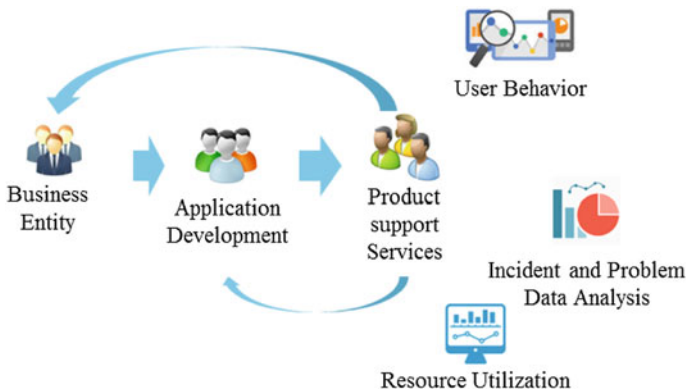 User Behavior
Business
Entity
Application
Development
Product
support
Services
Incident and Problem
Data Analysis
Resource Utilization